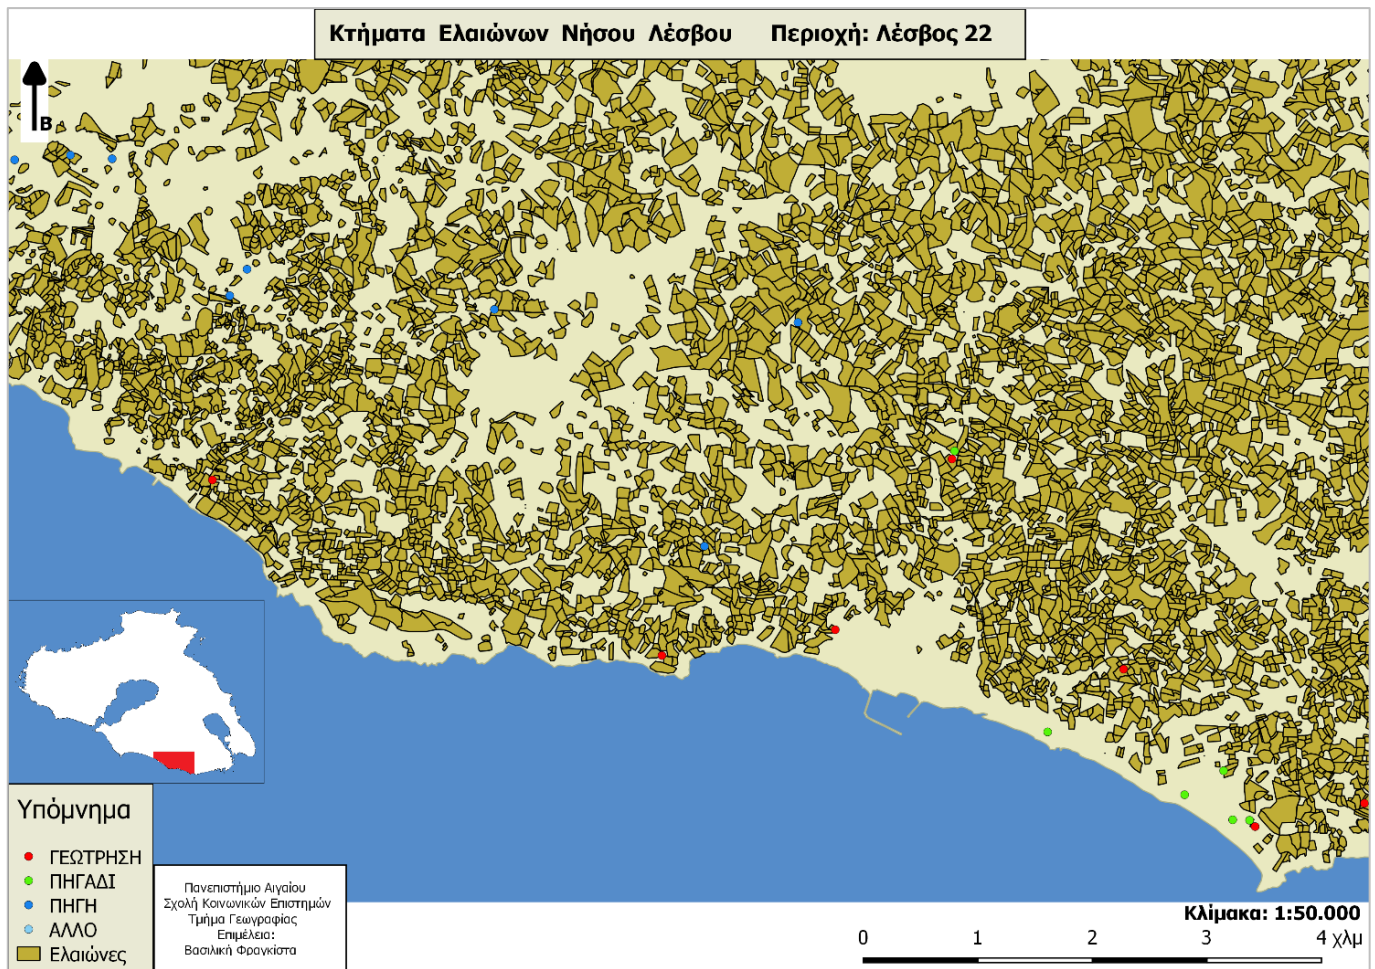 Κτήματα Ελαιώνων Νήσου Λέσβου Περιοχή: Λέσβος 22
Β
Υπόμνημα
ΓΕΩΤΡΗΣΗ
ΠΗΓΑΔΙ
ΠΗΓΗ
ΑΛΛΟ
Ελαιώνες
Πανεπιστήμιο Αιγαίου
Σχολή Κοινωνικών Επιστημών
Τμήμα Γεωγραφίας
Επιμέλεια:
Βασιλική Φραγκίστα
Κλίμακα: 1:50.000
0 1 2 3 4 χλμ